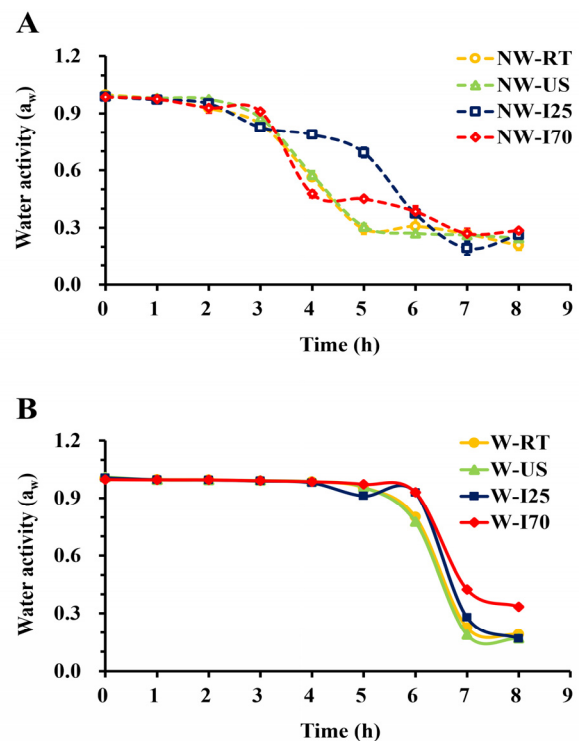 A
1.2
0.9
0.6
0.3
0.0
Water activity (aw)
0 1 2 3 4 5 6 7 8 9
Time (h)
NW-RT
NW-US
NW-I25
NW-I70
B
1.2
0.9
0.6
0.3
0.0
Water activity (aw)
0 1 2 3 4 5 6 7 8 9
Time (h)
W-RT
W-US
W-I25
W-I70